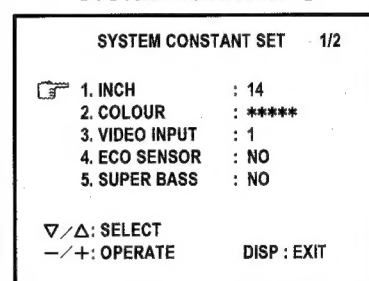 SYSTEM CONSTANT SET 1/2
1. INCH : 14
2. COLOUR : *****
3. VIDEO INPUT : 1
4. ECO SENSOR : NO
5. SUPER BASS : NO
▽/△: SELECT
−/+: OPERATE DISP : EXIT